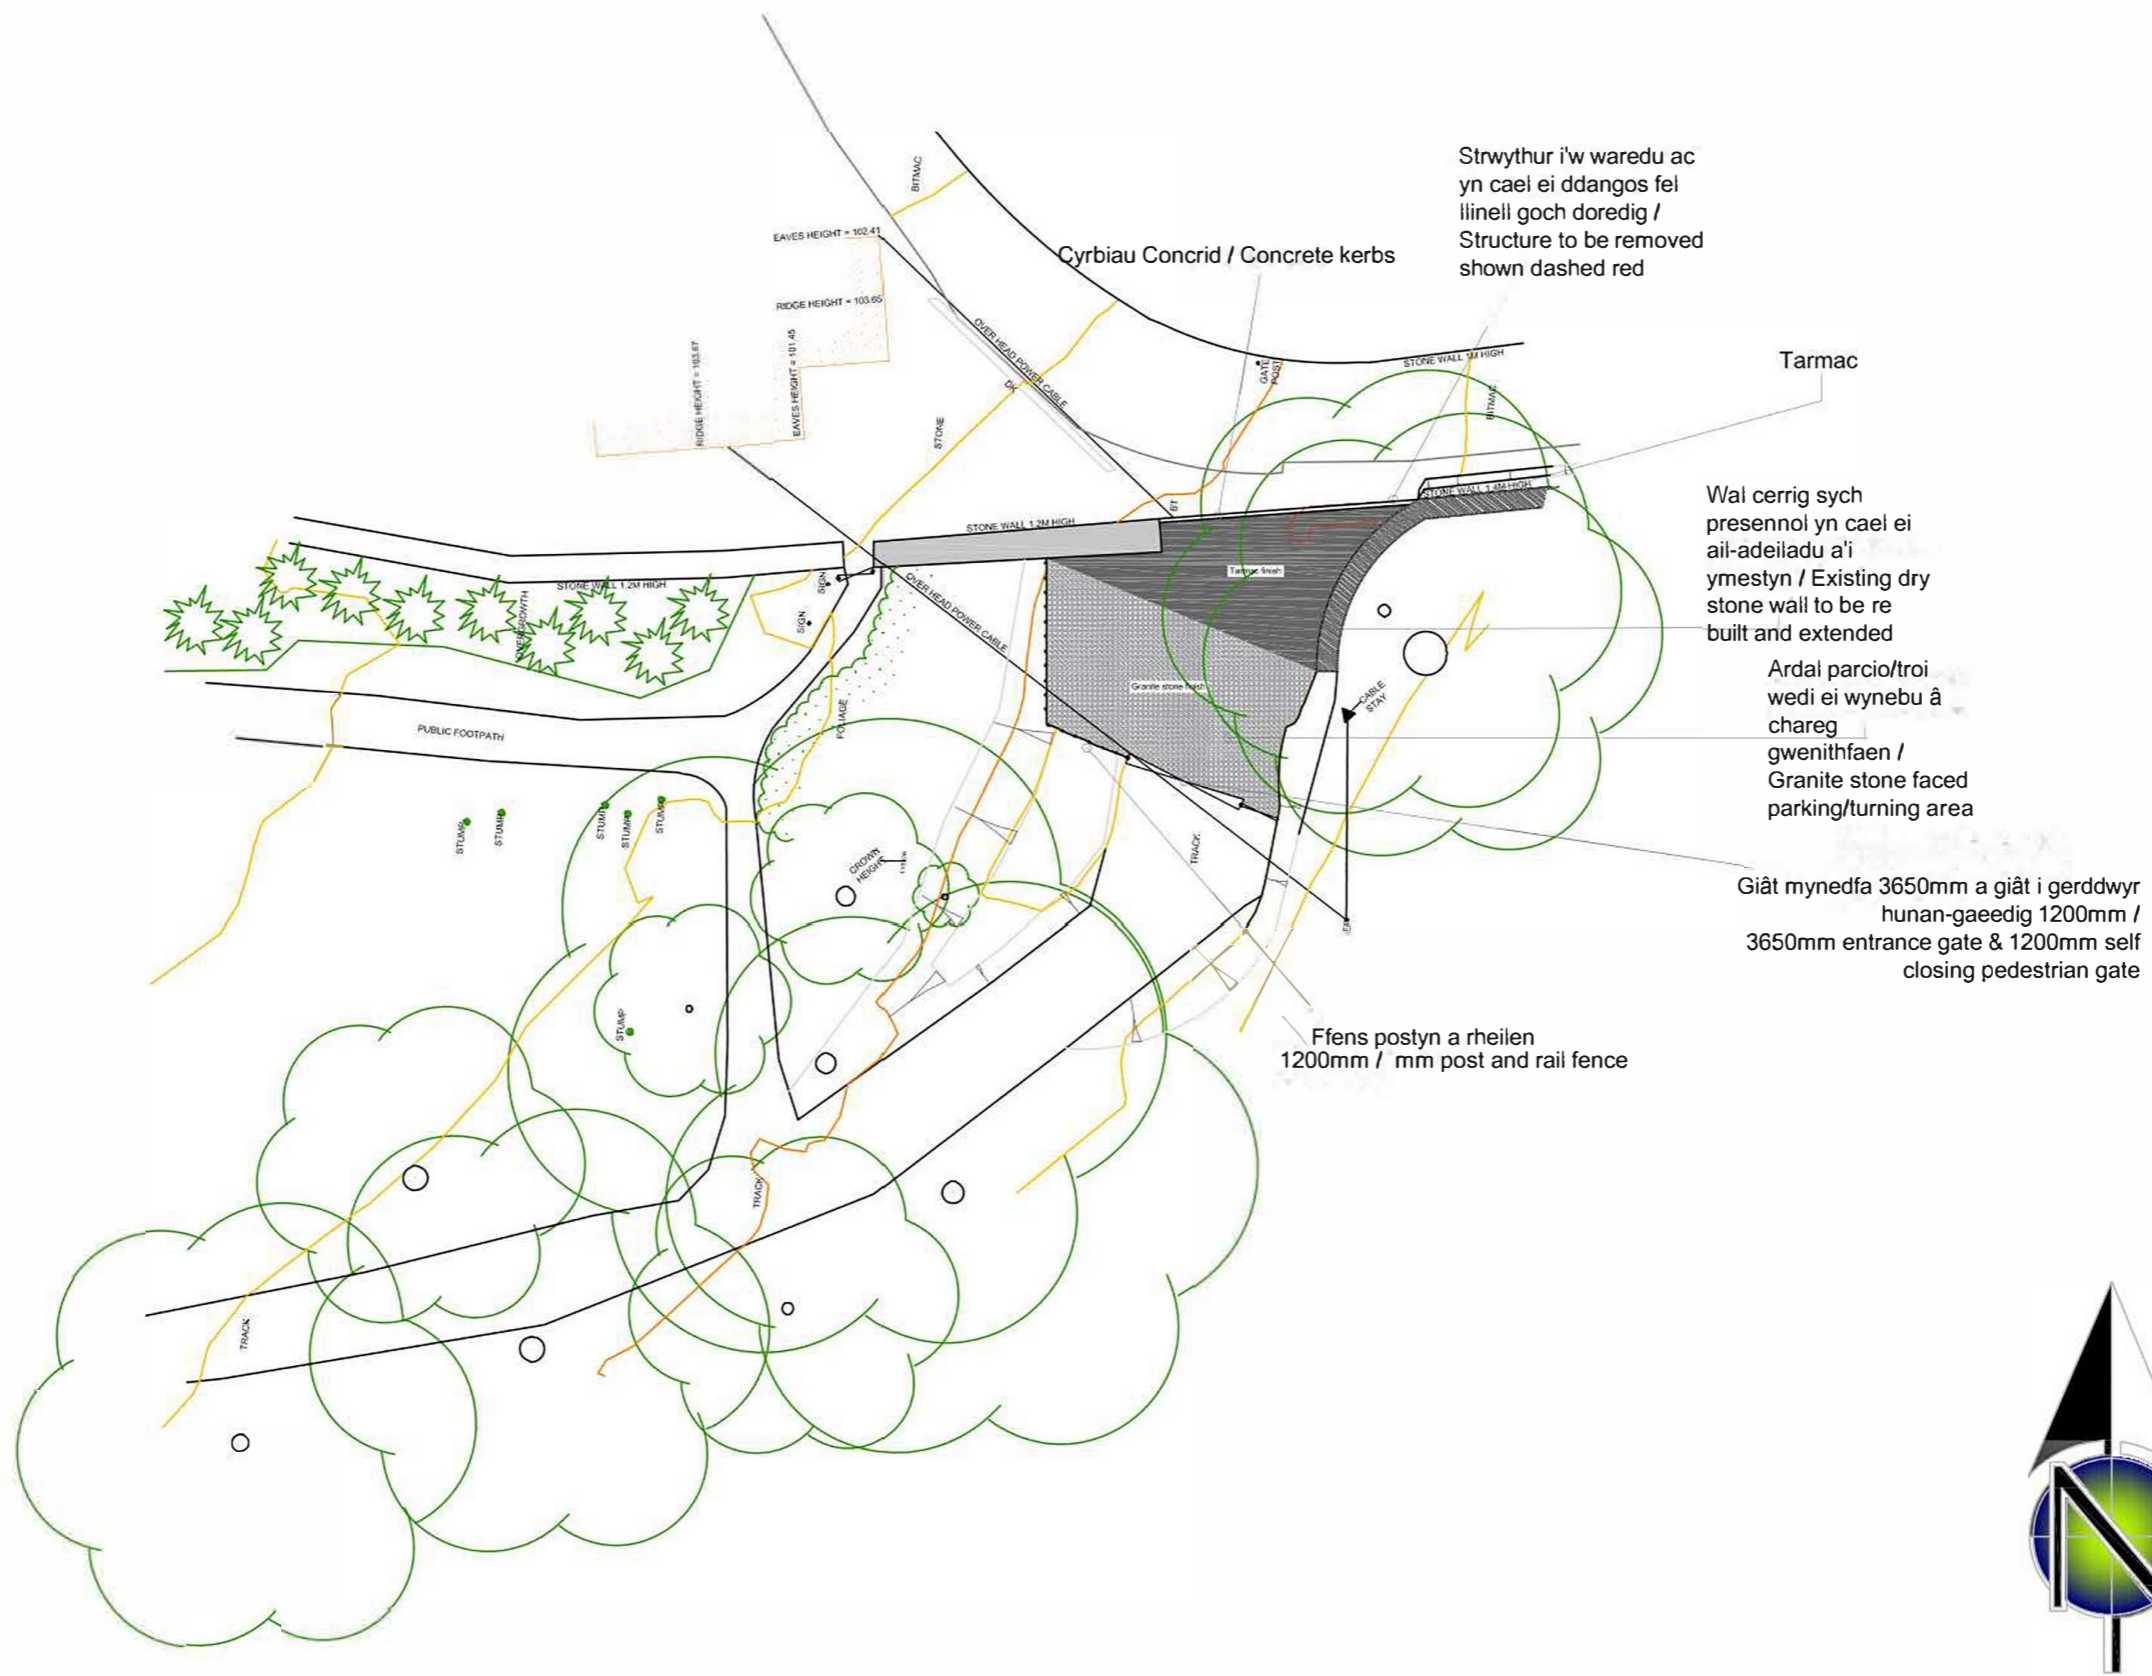 BITMAC
Strwythur i'w waredu ac
yn cael ei ddangos fel
llinell goch doredig /
Structure to be removed
shown dashed red
EAVES HEIGHT = 102.41
Cyrbiau Concrid / Concrete kerbs
RIDGE HEIGHT = 103.65
OVER HEAD POWER CABLE
RIDGE HEIGHT = 103.67
EAVES HEIGHT = 101.45
GATE
POST
STONE WALL 1M HIGH
Tarmac
DK
BITMAC
STONE
STONE WALL 1.4M HIGH
BT
Wal cerrig sych
presennol yn cael ei
ail-adeiladu a'i
ymestyn / Existing dry
stone wall to be re
built and extended
STONE WALL 1.2M HIGH
Tarmac finish
STONE WALL 1.2M HIGH
SIGN
OVERGROWTH
SIGN
OVER HEAD POWER CABLE
Ardal parcio/troi
wedi ei wynebu â
chareg
gwenithfaen /
Granite stone faced
parking/turning area
Granite stone finish
CABLE
STAY
FOLIAGE
PUBLIC FOOTPATH
STUMP
STUMP
STUMP
STUMP
STUMP
TRACK
CROWN
HEIGHT
Giât mynedfa 3650mm a giât i gerddwyr
hunan-gaeedig 1200mm /
3650mm entrance gate & 1200mm self
closing pedestrian gate
STUMP
Ffens postyn a rheilen
1200mm / mm post and rail fence
TRACK
TRACK
N